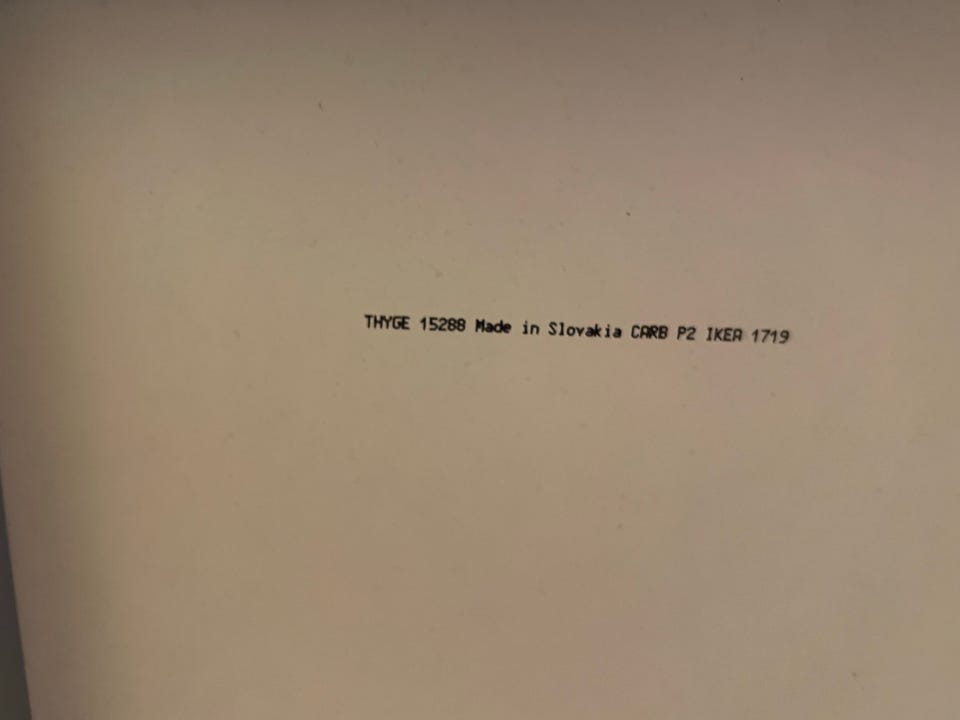 THYGE 15288 Made in Slovakia CARB P2 IKEA 1719